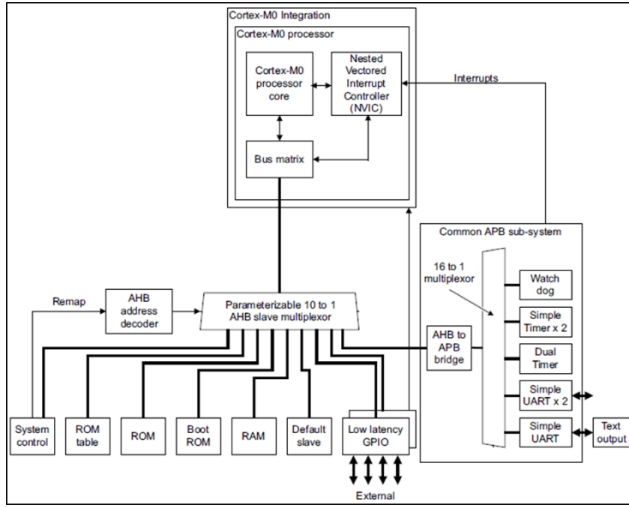 Cortex-M0 Integration
Cortex-M0 processor
Cortex-M0
processor
core
Nested
Vectored
Interrupt
Controller
(NVIC)
Interrupts
Bus matrix
Common APB sub-system
16 to 1
multiplexor
Watch
dog
Simple
Timer x 2
Dual
Timer
Simple
UART x 2
Simple
UART
Text
output
AHB to
APB
bridge
Remap
AHB
address
decoder
Parameterizable 10 to 1
AHB slave multiplexor
System
control
ROM
table
ROM
Boot
ROM
RAM
Default
slave
Low latency
GPIO
External